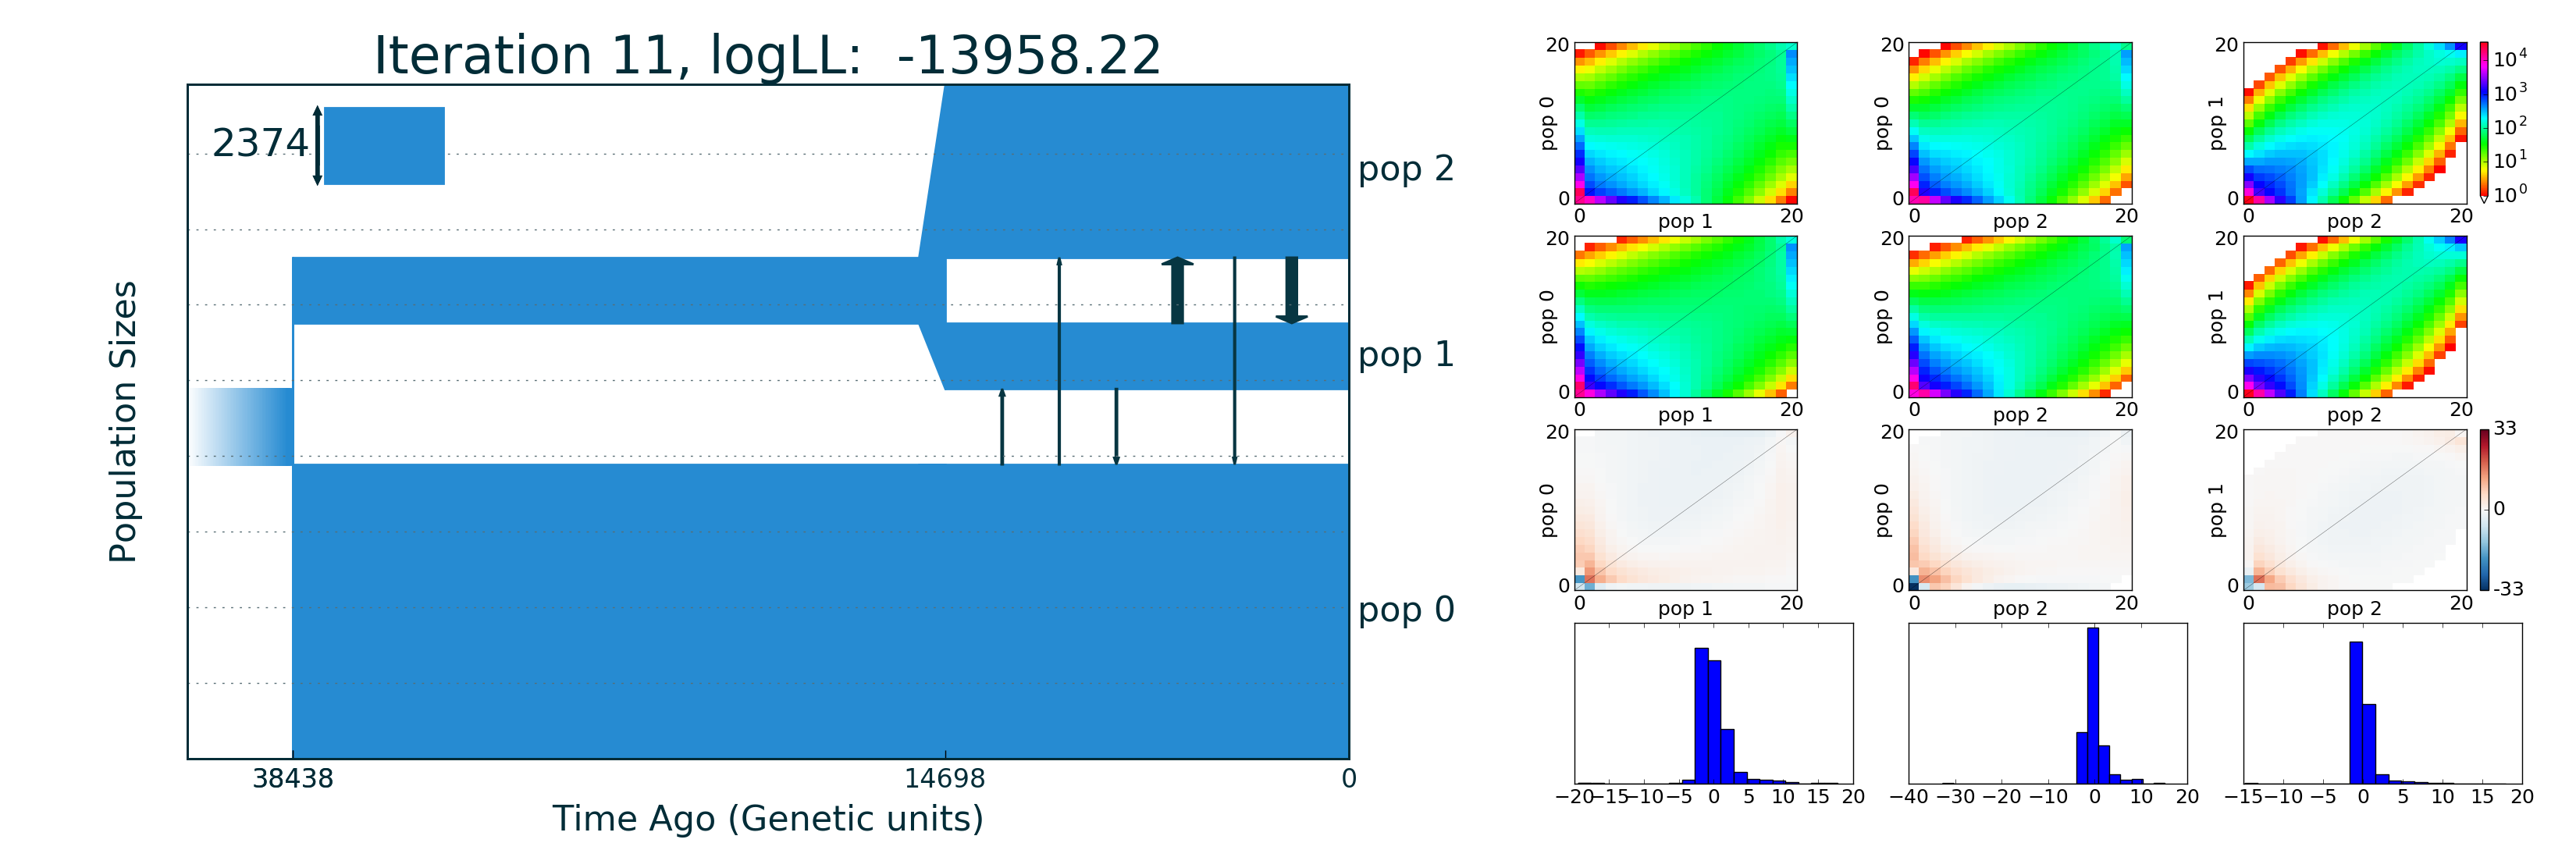 Iteration 11, logLL:  -13958.22
2374
Population Sizes
pop 2
pop 1
pop 0
38438
14698
0
Time Ago (Genetic units)
20
pop 0
0
0
pop 1
20
20
pop 0
0
0
pop 2
20
20
pop 1
0
0
pop 2
20
10^4
10^3
10^2
10^1
10^0
20
pop 0
0
0
pop 1
20
20
pop 0
0
0
pop 2
20
20
pop 1
0
0
pop 2
20
20
pop 0
0
0
pop 1
20
20
pop 0
0
0
pop 2
20
20
pop 1
0
0
pop 2
20
33
0
-33
−20 −15 −10 −5 0 5 10 15 20
−40 −30 −20 −10 0 10 20
−15 −10 −5 0 5 10 15 20